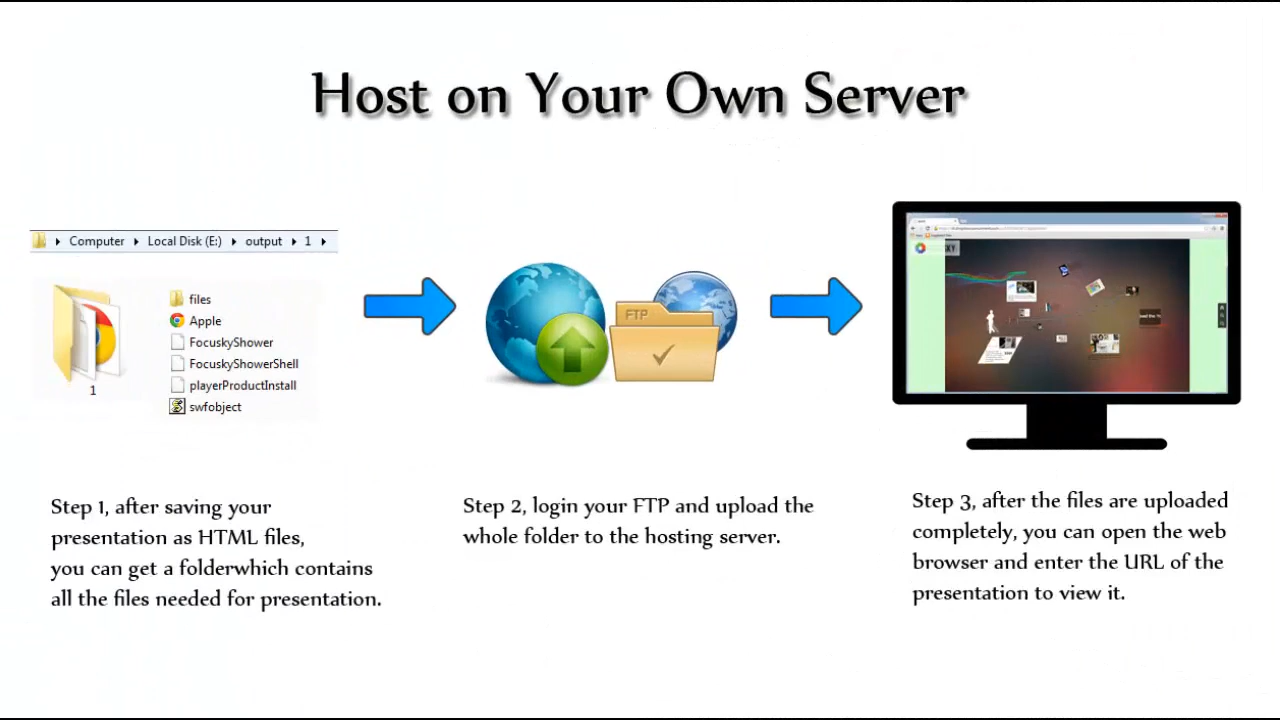 Host on Your Own Server
Computer Local Disk (E:) output 1
files
Apple
FocuskyShower
FocuskyShowerShell
playerProductInstall
swfobject
1
FTP
Step 1, after saving your
presentation as HTML files,
you can get a folderwhich contains
all the files needed for presentation.
Step 2, login your FTP and upload the
whole folder to the hosting server.
Step 3, after the files are uploaded
completely, you can open the web
browser and enter the URL of the
presentation to view it.